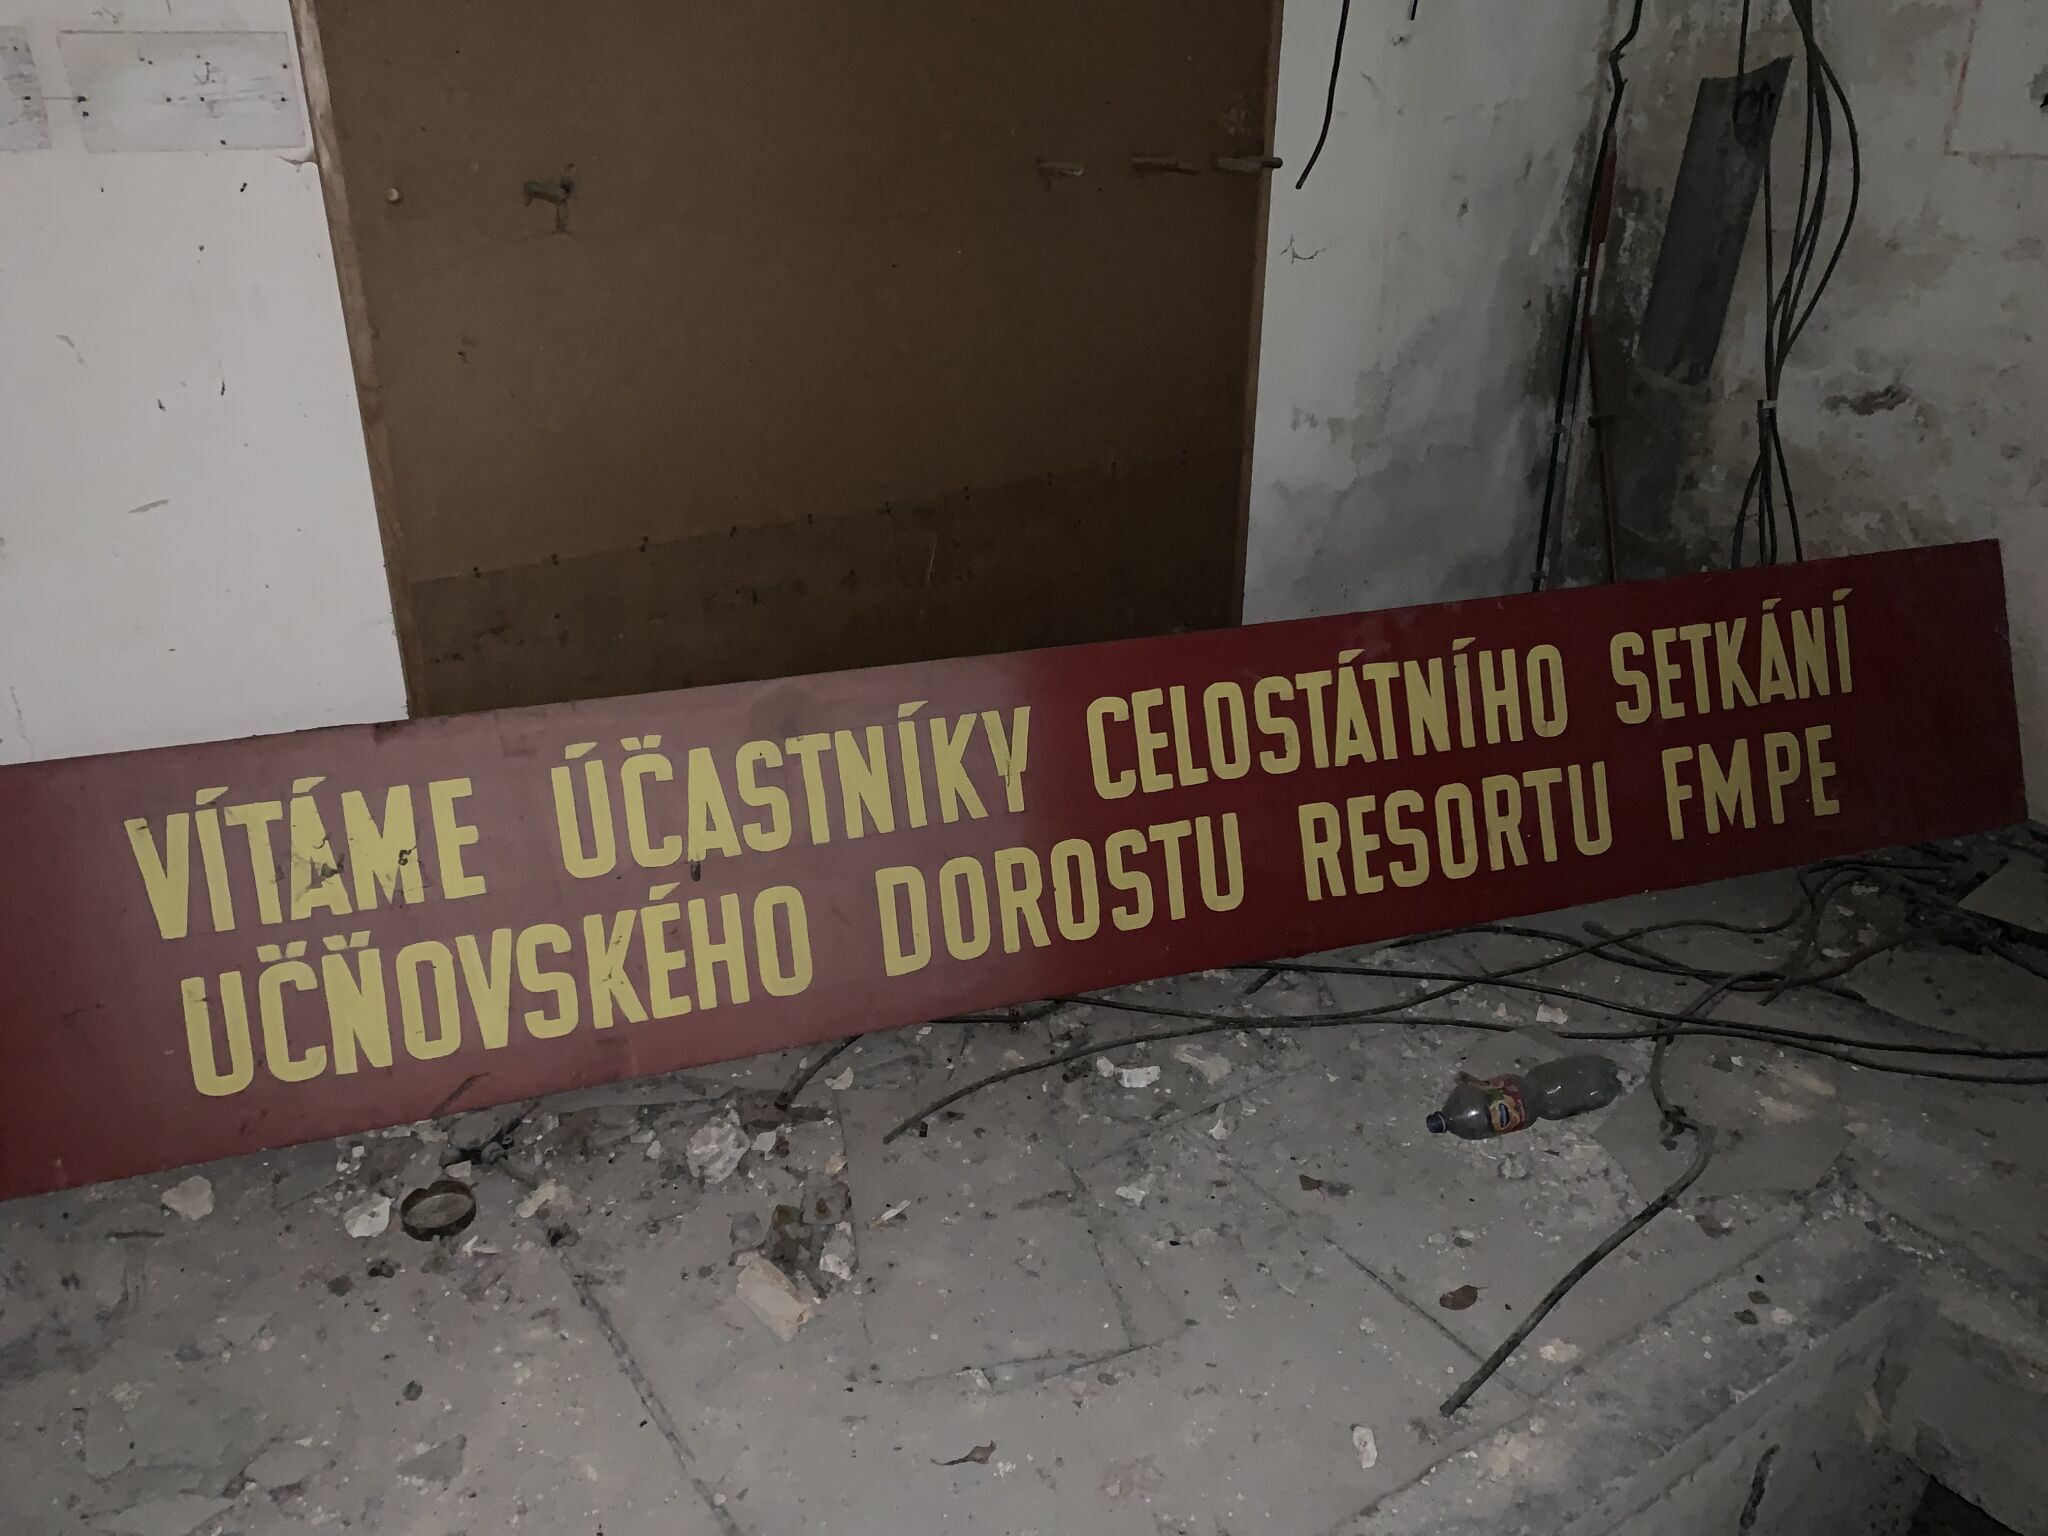 VÍTÁME ÚČASTNÍKY CELOSTÁTNÍHO SETKÁNÍ
UČŇOVSKÉHO DOROSTU RESORTU FMPE